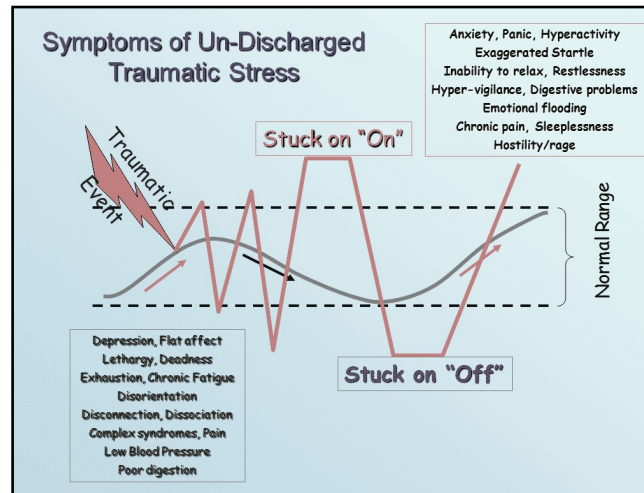 Symptoms of Un-Discharged
Traumatic Stress
Anxiety, Panic, Hyperactivity
Exaggerated Startle
Inability to relax, Restlessness
Hyper-vigilance, Digestive problems
Emotional flooding
Chronic pain, Sleeplessness
Hostility/rage
Traumatic
Event
Stuck on “On”
Normal Range
Depression, Flat affect
Lethargy, Deadness
Exhaustion, Chronic Fatigue
Disorientation
Disconnection, Dissociation
Complex syndromes, Pain
Low Blood Pressure
Poor digestion
Stuck on “Off”